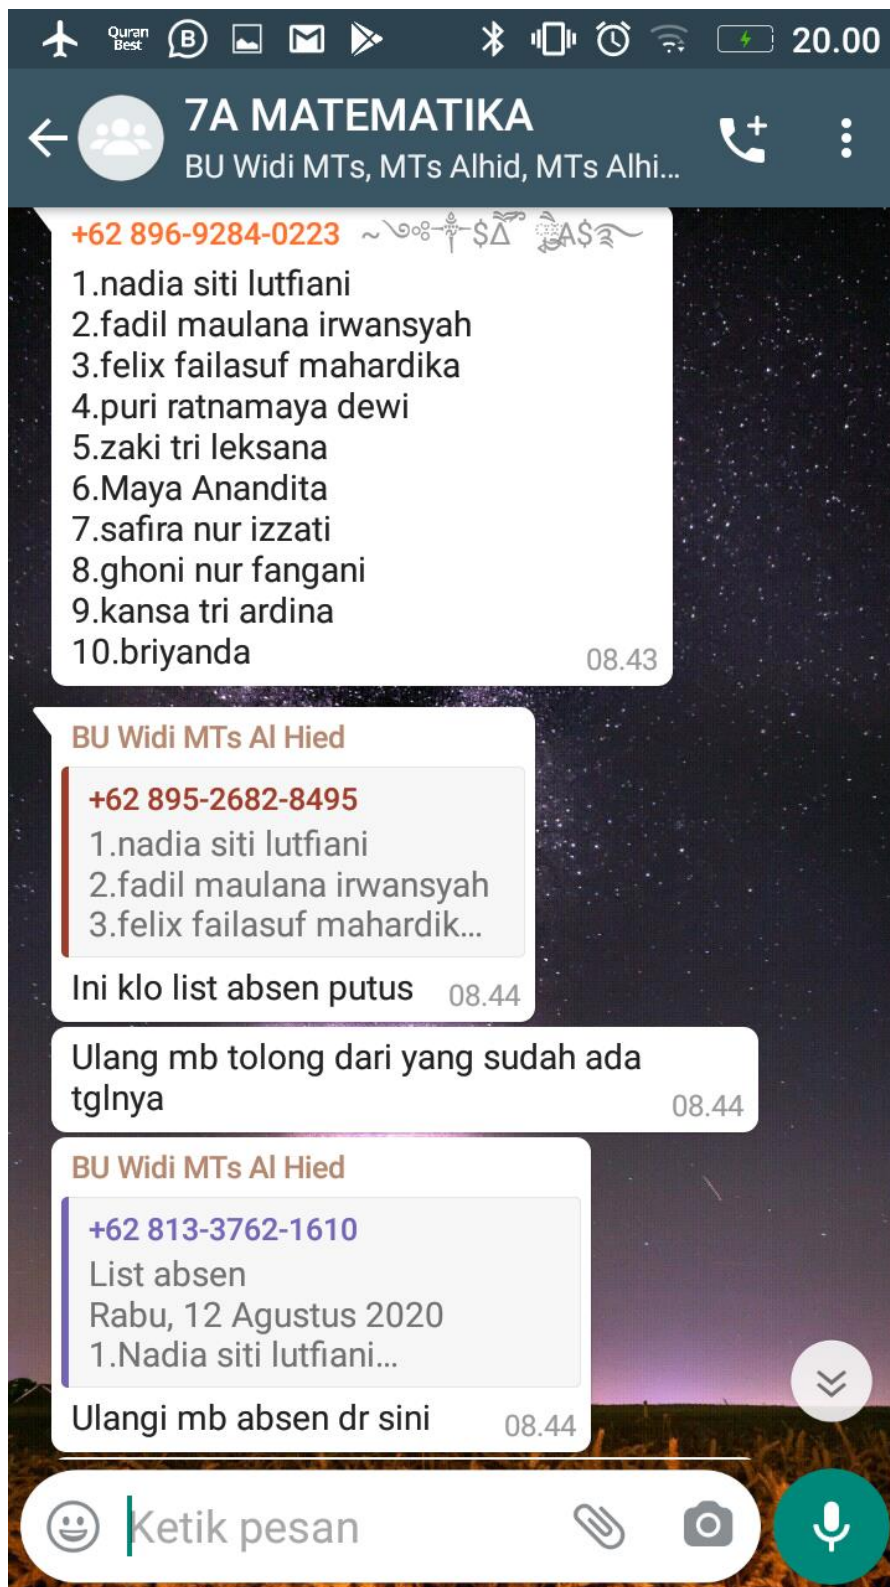 Quran
Best
B
20.00
7A MATEMATIKA
BU Widi MTs, MTs Alhid, MTs Alhi...
+62 896-9284-0223
1.nadia siti lutfiani
2.fadil maulana irwansyah
3.felix failasuf mahardika
4.puri ratnamaya dewi
5.zaki tri leksana
6.Maya Anandita
7.safira nur izzati
8.ghoni nur fangani
9.kansa tri ardina
10.briyanda
08.43
BU Widi MTs Al Hied
+62 895-2682-8495
1.nadia siti lutfiani
2.fadil maulana irwansyah
3.felix failasuf mahardik...
Ini klo list absen putus 08.44
Ulang mb tolong dari yang sudah ada
tglnya 08.44
BU Widi MTs Al Hied
+62 813-3762-1610
List absen
Rabu, 12 Agustus 2020
1.Nadia siti lutfiani...
Ulangi mb absen dr sini 08.44
Ketik pesan